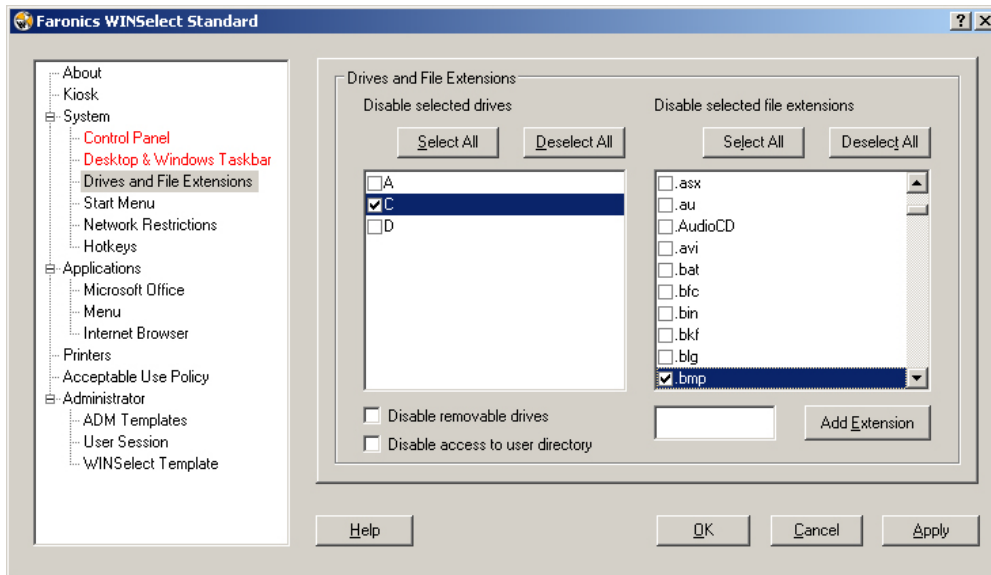 Faronics WINSelect Standard
About
Kiosk
System
Control Panel
Desktop & Windows Taskbar
Drives and File Extensions
Start Menu
Network Restrictions
Hotkeys
Applications
Microsoft Office
Menu
Internet Browser
Printers
Acceptable Use Policy
Administrator
ADM Templates
User Session
WINSelect Template
Drives and File Extensions
Disable selected drives
Select All
Deselect All
A
C
D
Disable removable drives
Disable access to user directory
Disable selected file extensions
Select All
Deselect All
.asx
.au
.AudioCD
.avi
.bat
.bfc
.bin
.bkf
.blg
.bmp
Add Extension
Help
OK
Cancel
Apply